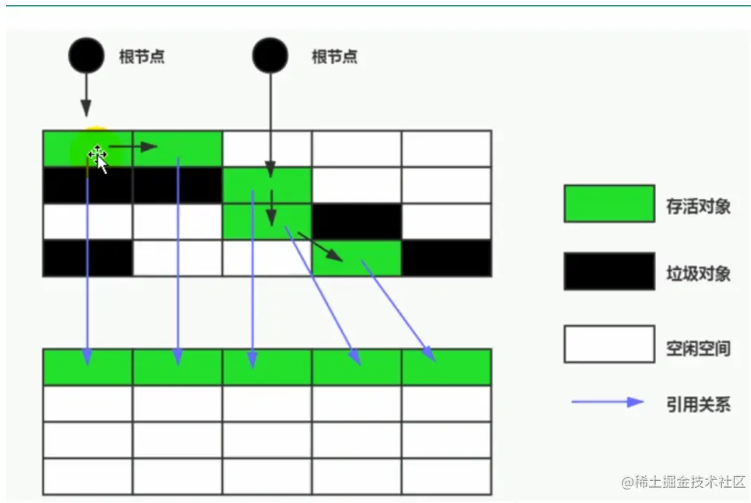 根节点
根节点
存活对象
垃圾对象
空闲空间
引用关系
@稀土掘金技术社区